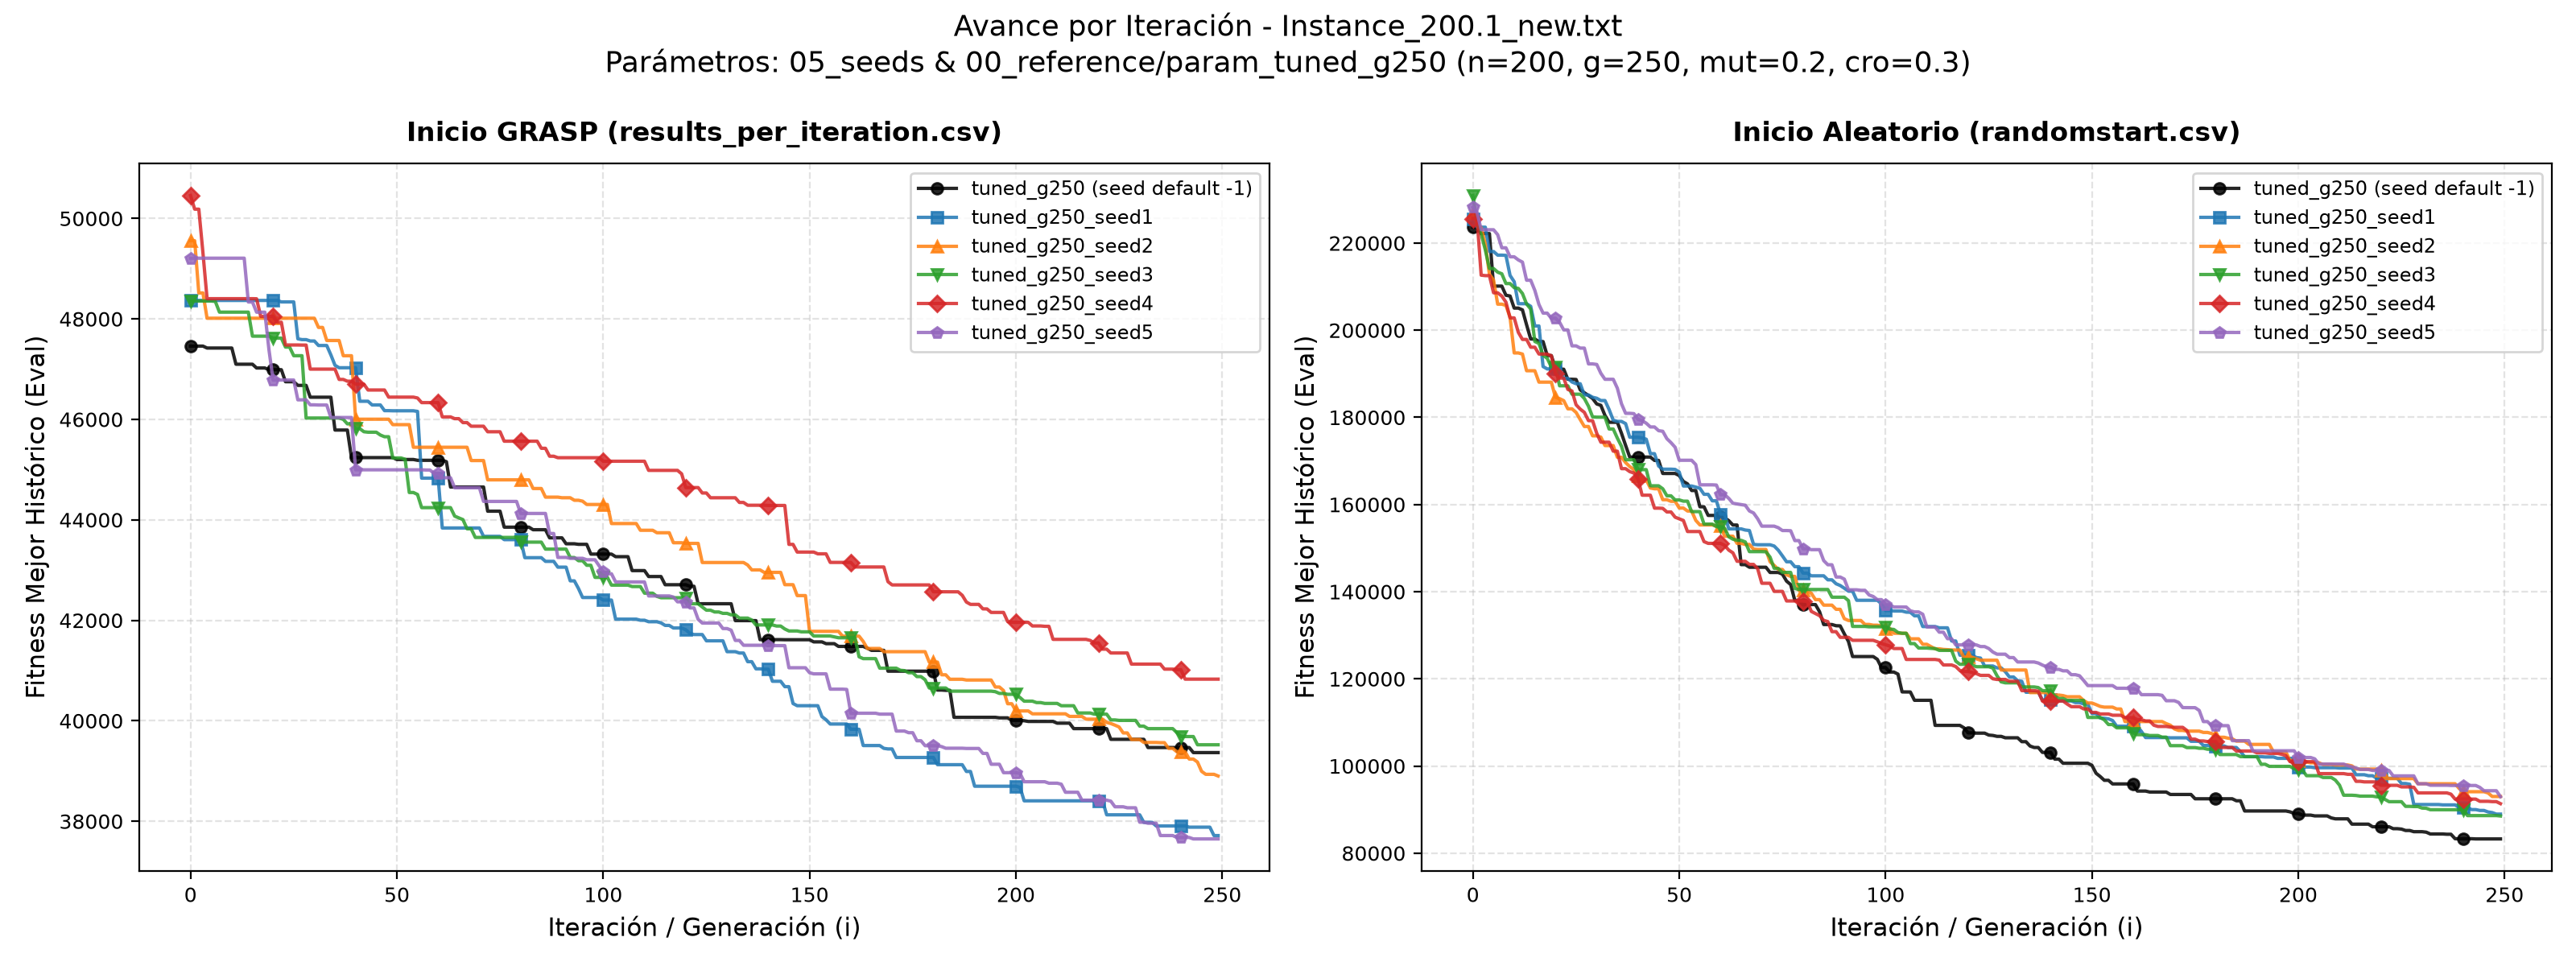 Avance por Iteración - Instance_200.1_new.txt
Parámetros: 05_seeds & 00_reference/param_tuned_g250 (n=200, g=250, mut=0.2, cro=0.3)
Inicio GRASP (results_per_iteration.csv)
Fitness Mejor Histórico (Eval)
50000
48000
46000
44000
42000
40000
38000
tuned_g250 (seed default -1)
tuned_g250_seed1
tuned_g250_seed2
tuned_g250_seed3
tuned_g250_seed4
tuned_g250_seed5
0
50
100
150
200
250
Iteración / Generación (i)
Inicio Aleatorio (randomstart.csv)
Fitness Mejor Histórico (Eval)
220000
200000
180000
160000
140000
120000
100000
80000
tuned_g250 (seed default -1)
tuned_g250_seed1
tuned_g250_seed2
tuned_g250_seed3
tuned_g250_seed4
tuned_g250_seed5
0
50
100
150
200
250
Iteración / Generación (i)